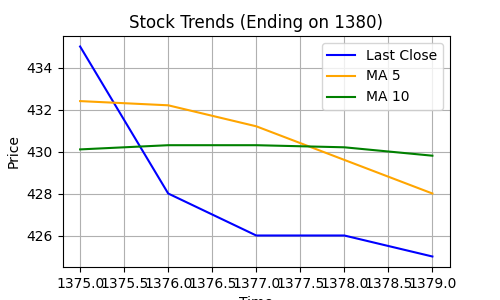 Stock Trends (Ending on 1380)
Last Close
MA 5
MA 10
Price
434
432
430
428
426
1375.0 1375.5 1376.0 1376.5 1377.0 1377.5 1378.0 1378.5 1379.0
Time